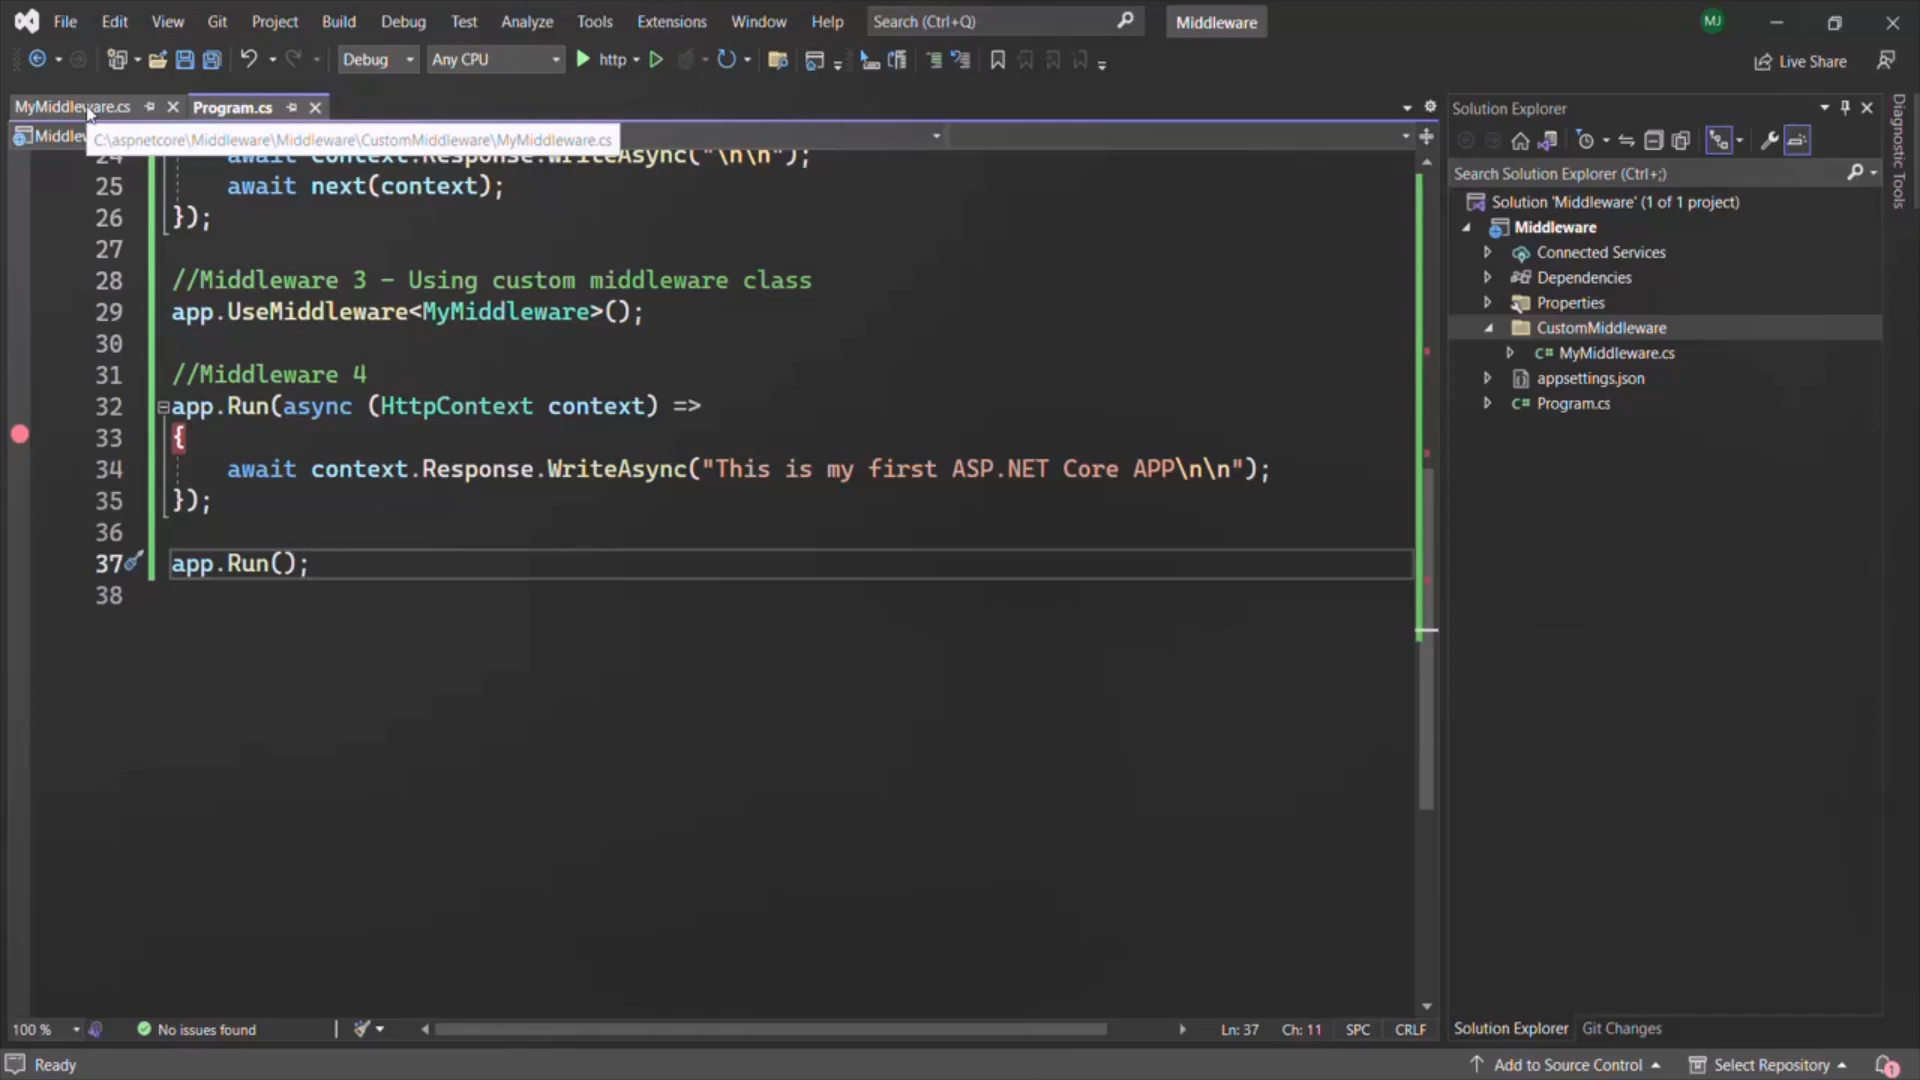 File Edit View Git Project Build Debug Test Analyze Tools Extensions Window Help Search (Ctrl+Q) Middleware MJ
Debug Any CPU http Live Share
MyMiddleware.cs Program.cs
C:\aspnetcore\Middleware\Middleware\CustomMiddleware\MyMiddleware.cs
24 await context.Response.WriteAsync("\n\n");
25 await next(context);
26 });
27
28 //Middleware 3 - Using custom middleware class
29 app.UseMiddleware<MyMiddleware>();
30
31 //Middleware 4
32 app.Run(async (HttpContext context) =>
33 {
34 await context.Response.WriteAsync("This is my first ASP.NET Core APP\n\n");
35 });
36
37 app.Run();
38
100 % No issues found Ln: 37 Ch: 11 SPC CRLF
Solution Explorer
Search Solution Explorer (Ctrl+;)
Solution 'Middleware' (1 of 1 project)
Middleware
Connected Services
Dependencies
Properties
CustomMiddleware
C# MyMiddleware.cs
appsettings.json
C# Program.cs
Solution Explorer Git Changes
Diagnostic Tools
Ready Add to Source Control Select Repository 1